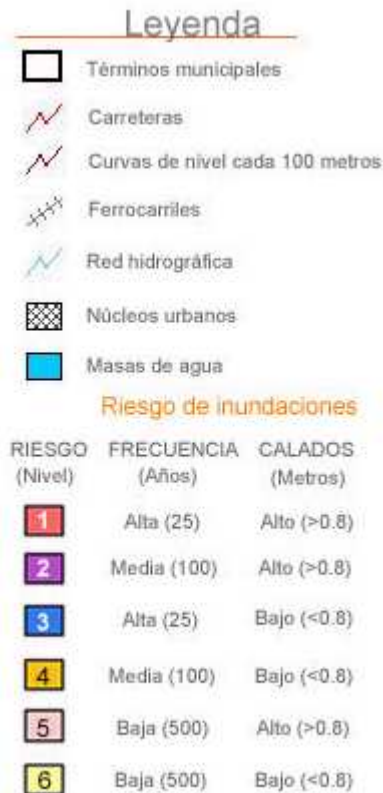 Leyenda
Términos municipales
Carreteras
Curvas de nivel cada 100 metros
Ferrocarriles
Red hidrográfica
Núcleos urbanos
Masas de agua
Riesgo de inundaciones
RIESGO FRECUENCIA CALADOS
(Nivel) (Años) (Metros)
1 Alta (25) Alto (>0.8)
2 Media (100) Alto (>0.8)
3 Alta (25) Bajo (<0.8)
4 Media (100) Bajo (<0.8)
5 Baja (500) Alto (>0.8)
6 Baja (500) Bajo (<0.8)